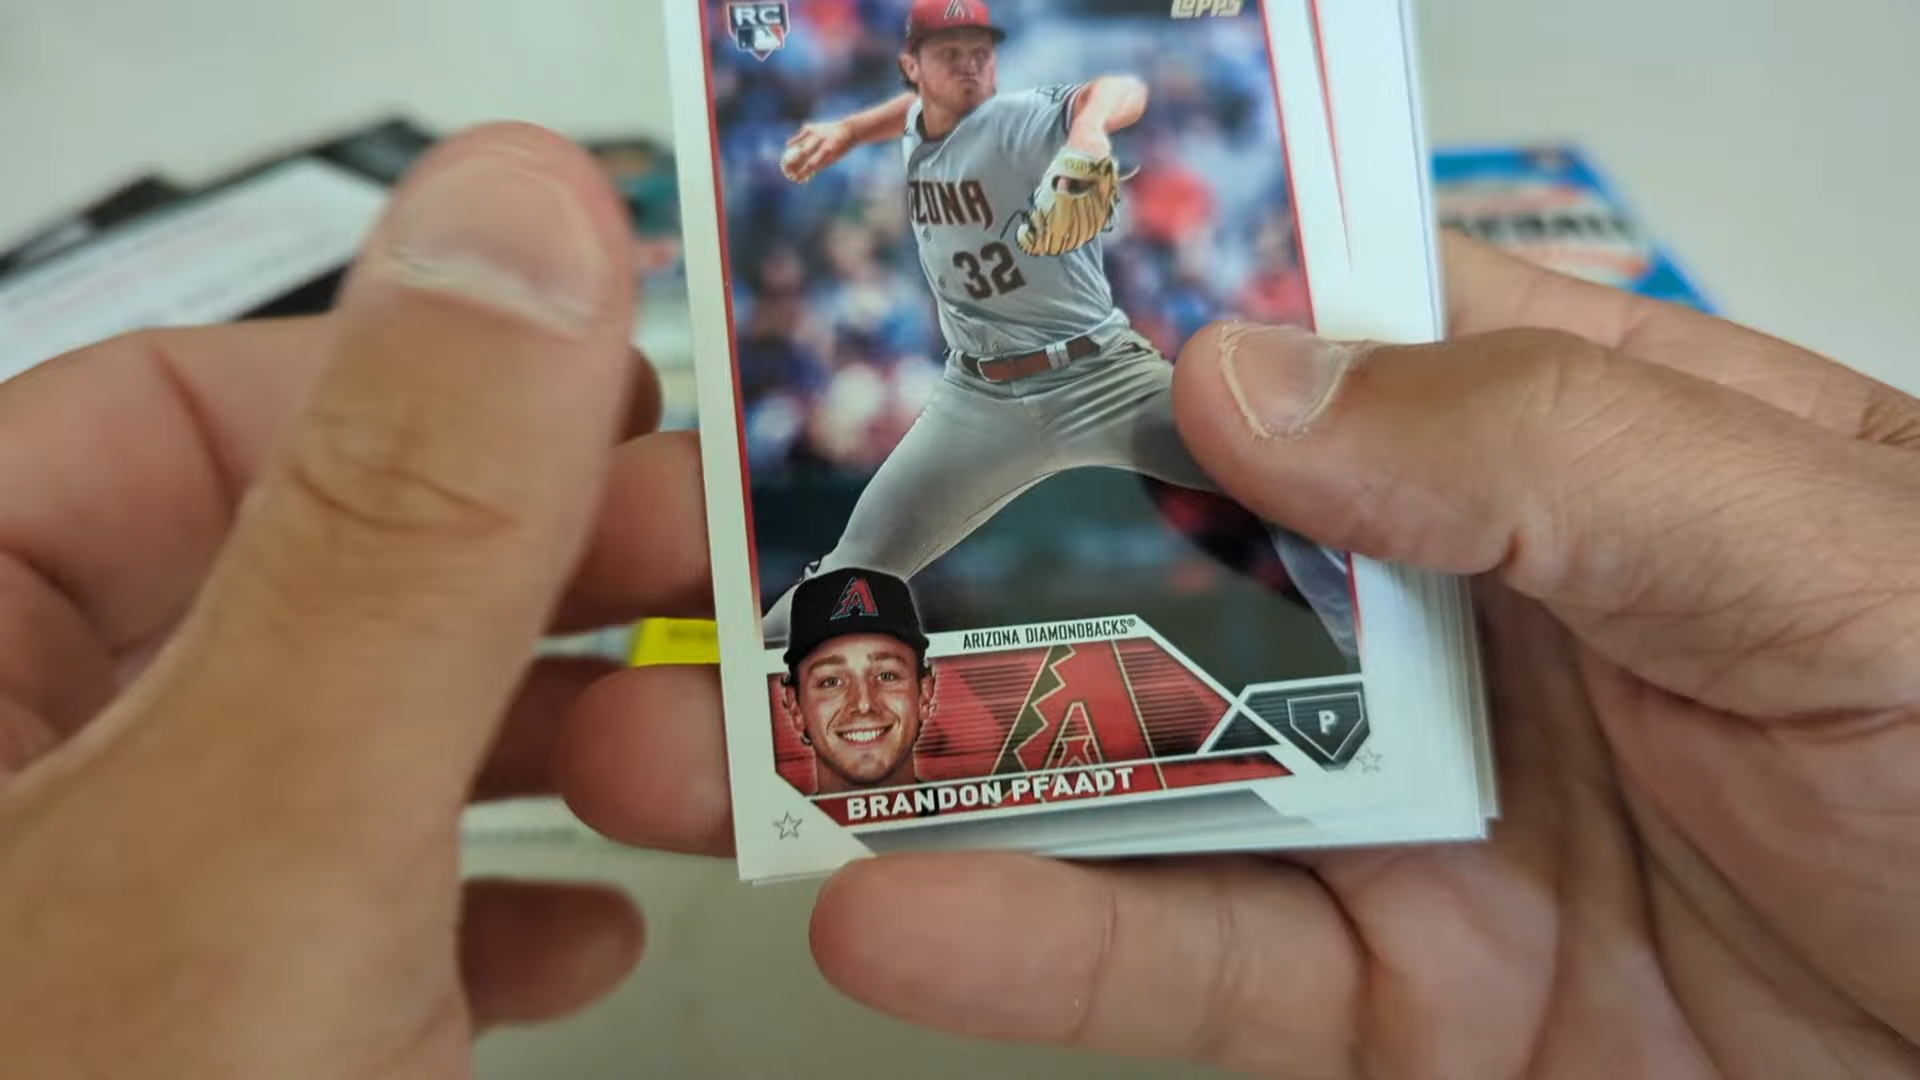 RC
Topps
ZONA
32
ARIZONA DIAMONDBACKS®
A
P
BRANDON PFAADT